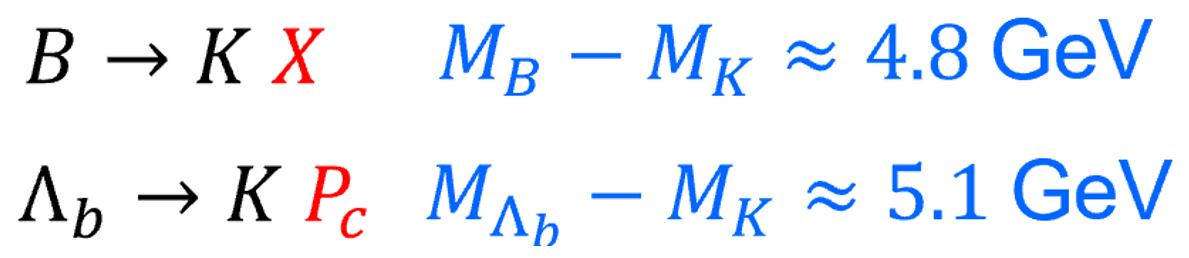 B → K X M_B − M_K ≈ 4.8 GeV
Λ_b → K P_c M_{Λ_b} − M_K ≈ 5.1 GeV